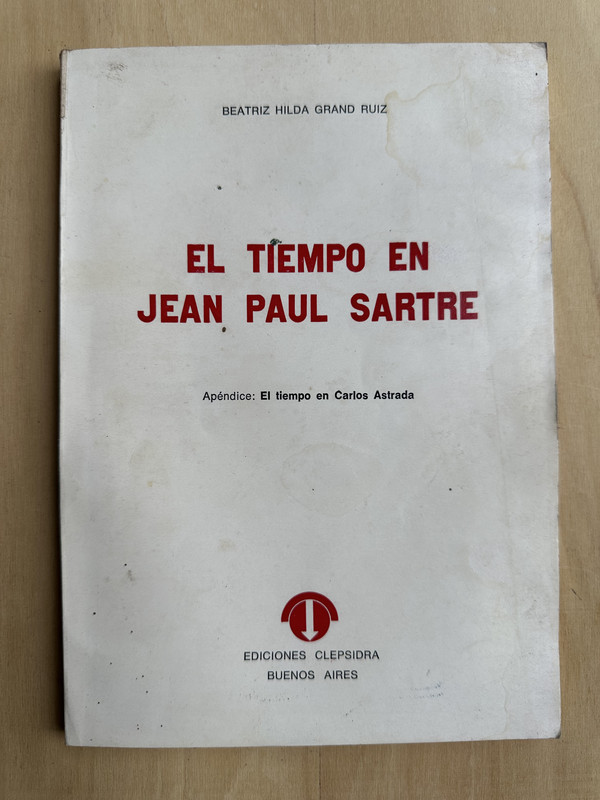 BEATRIZ HILDA GRAND RUIZ
EL TIEMPO EN
JEAN PAUL SARTRE
Apéndice: El tiempo en Carlos Astrada
EDICIONES CLEPSIDRA
BUENOS AIRES